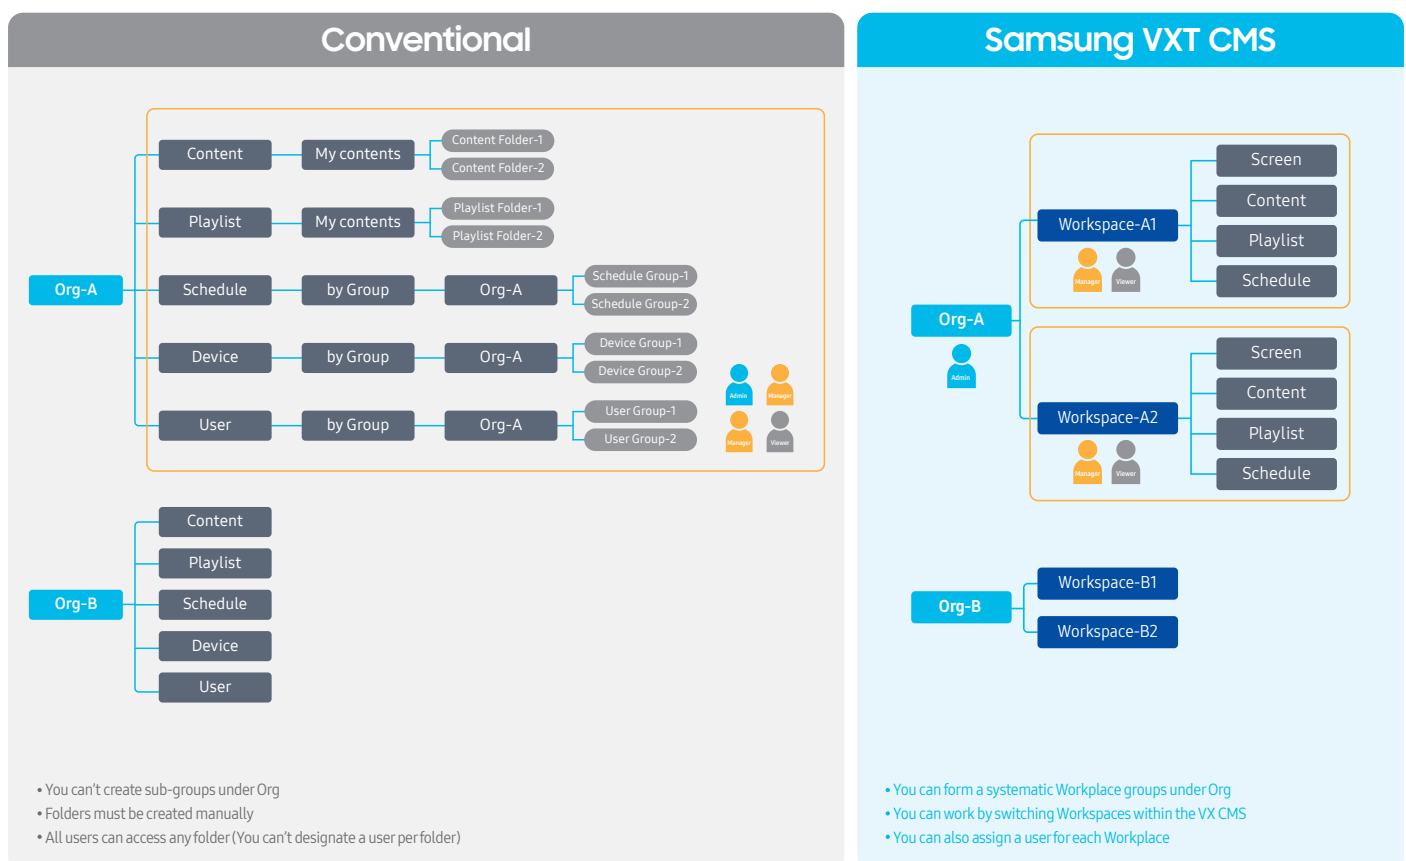 Conventional
Org-A
Content
My contents
Content Folder-1
Content Folder-2
Playlist
My contents
Playlist Folder-1
Playlist Folder-2
Schedule
by Group
Org-A
Schedule Group-1
Schedule Group-2
Device
by Group
Org-A
Device Group-1
Device Group-2
User
by Group
Org-A
User Group-1
User Group-2
Admin
Manager
Manager
Viewer
Org-B
Content
Playlist
Schedule
Device
User
• You can't create sub-groups under Org
• Folders must be created manually
• All users can access any folder (You can't designate a user per folder)
Samsung VXT CMS
Org-A
Admin
Workspace-A1
Manager
Viewer
Screen
Content
Playlist
Schedule
Workspace-A2
Manager
Viewer
Screen
Content
Playlist
Schedule
Org-B
Workspace-B1
Workspace-B2
• You can form a systematic Workplace groups under Org
• You can work by switching Workspaces within the VX CMS
• You can also assign a user for each Workplace